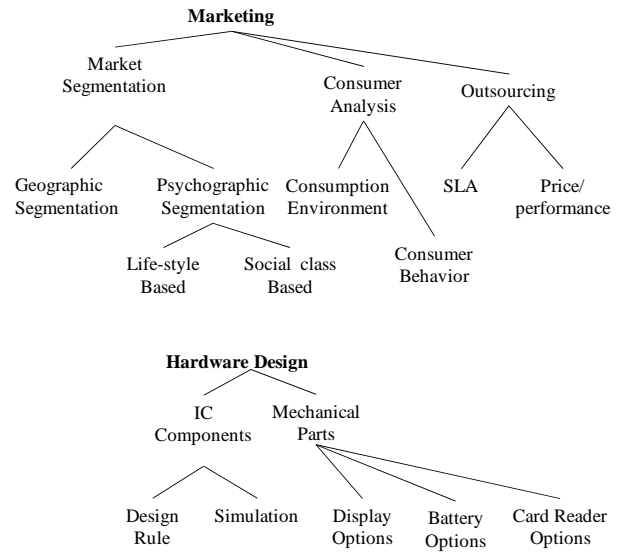 Marketing
Market
Segmentation
Consumer
Analysis
Outsourcing
Geographic
Segmentation
Psychographic
Segmentation
Consumption
Environment
SLA
Price/
performance
Life-style
Based
Social class
Based
Consumer
Behavior
Hardware Design
IC
Components
Mechanical
Parts
Design
Rule
Simulation
Display
Options
Battery
Options
Card Reader
Options